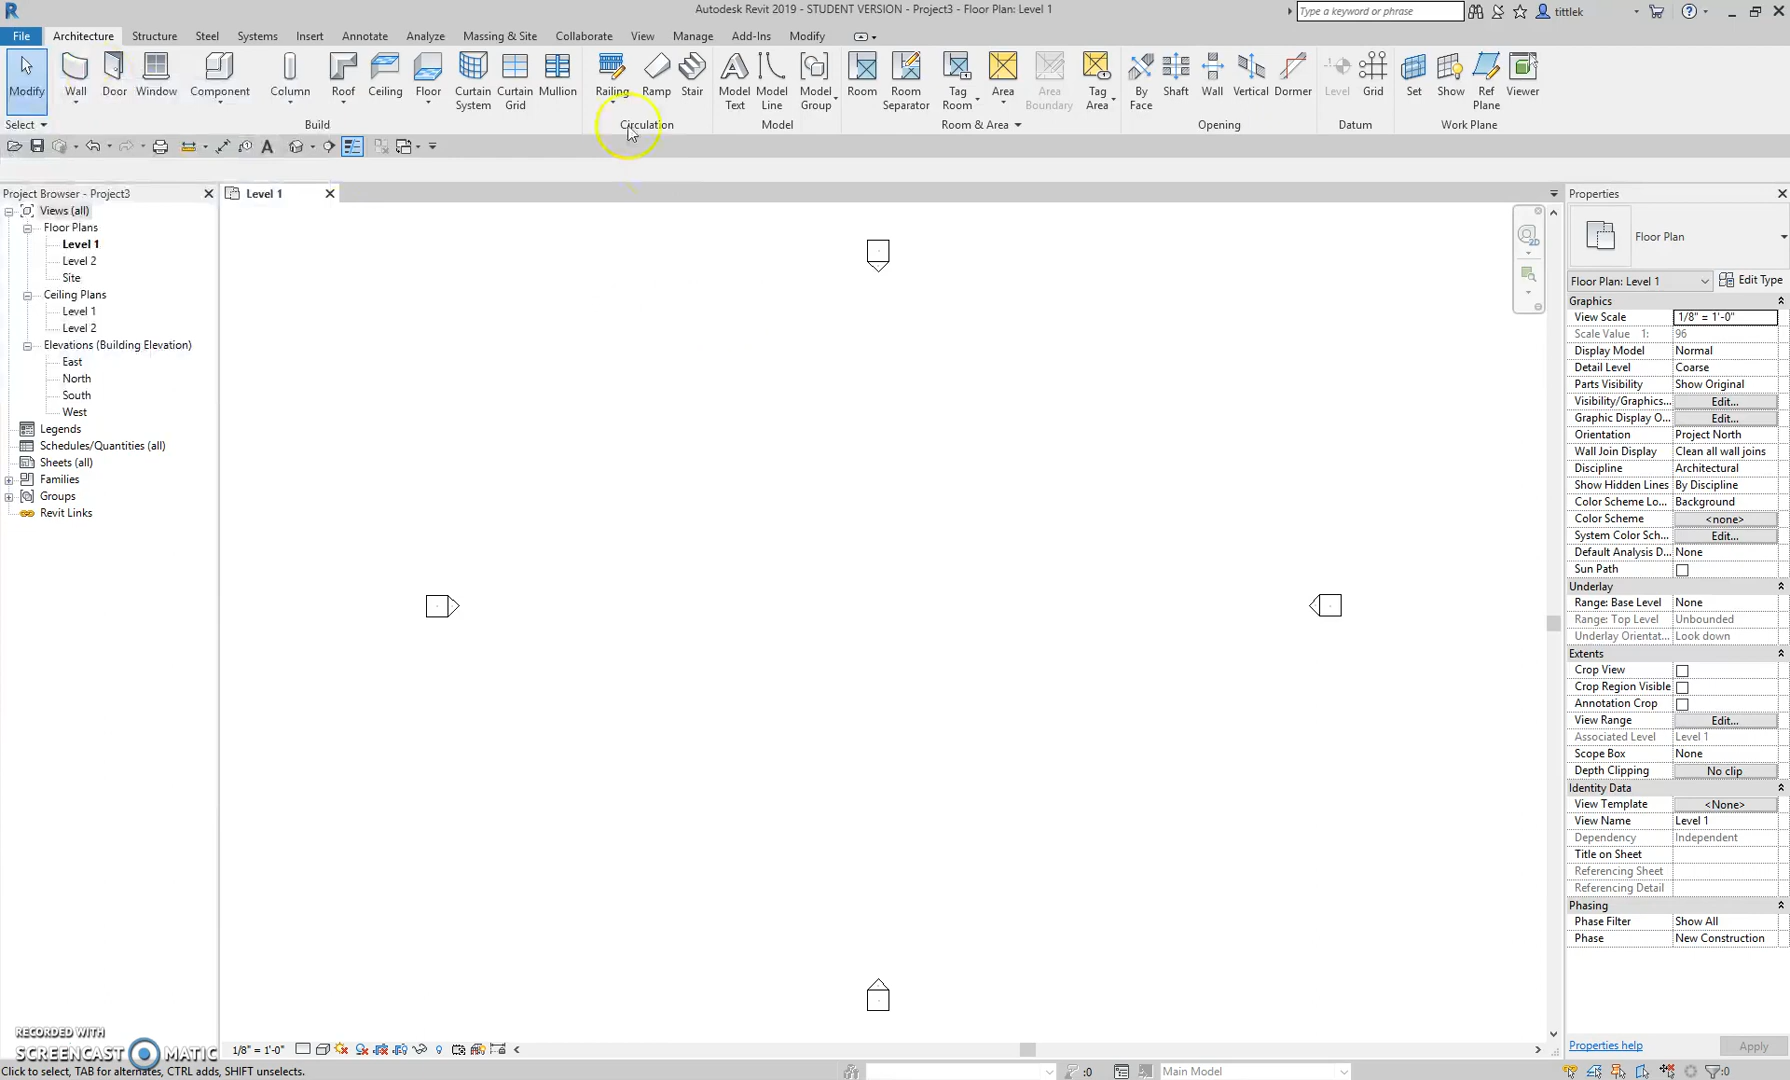 Autodesk Revit 2019 - STUDENT VERSION - Project3 - Floor Plan: Level 1
Type a keyword or phrase
tittlek
File Architecture Structure Steel Systems Insert Annotate Analyze Massing & Site Collaborate View Manage Add-Ins Modify
Modify Wall Door Window Component Column Roof Ceiling Floor Curtain System Curtain Grid Mullion Railing Ramp Stair Model Text Model Line Model Group Room Room Separator Tag Room Area Area Boundary Tag Area By Face Shaft Wall Vertical Dormer Level Grid Set Show Ref Plane Viewer
Select Build Circulation Model Room & Area Opening Datum Work Plane
Project Browser - Project3
Views (all)
Floor Plans
Level 1
Level 2
Site
Ceiling Plans
Level 1
Level 2
Elevations (Building Elevation)
East
North
South
West
Legends
Schedules/Quantities (all)
Sheets (all)
Families
Groups
Revit Links
Level 1
Properties
Floor Plan
Floor Plan: Level 1 Edit Type
Graphics
View Scale 1/8" = 1'-0"
Scale Value 1: 96
Display Model Normal
Detail Level Coarse
Parts Visibility Show Original
Visibility/Graphics... Edit...
Graphic Display O... Edit...
Orientation Project North
Wall Join Display Clean all wall joins
Discipline Architectural
Show Hidden Lines By Discipline
Color Scheme Lo... Background
Color Scheme <none>
System Color Sch... Edit...
Default Analysis D... None
Sun Path
Underlay
Range: Base Level None
Range: Top Level Unbounded
Underlay Orientat... Look down
Extents
Crop View
Crop Region Visible
Annotation Crop
View Range Edit...
Associated Level Level 1
Scope Box None
Depth Clipping No clip
Identity Data
View Template <None>
View Name Level 1
Dependency Independent
Title on Sheet
Referencing Sheet
Referencing Detail
Phasing
Phase Filter Show All
Phase New Construction
Properties help Apply
RECORDED WITH
SCREENCAST MATIC
1/8" = 1'-0"
Click to select, TAB for alternates, CTRL adds, SHIFT unselects.
:0
Main Model
:0